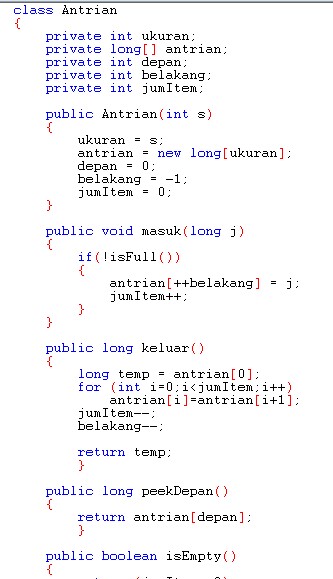 class Antrian
{
    private int ukuran;
    private long[] antrian;
    private int depan;
    private int belakang;
    private int jumItem;

    public Antrian(int s)
    {
        ukuran = s;
        antrian = new long[ukuran];
        depan = 0;
        belakang = -1;
        jumItem = 0;
    }

    public void masuk(long j)
    {
        if(!isFull())
        {
            antrian[++belakang] = j;
            jumItem++;
        }
    }

    public long keluar()
    {
        long temp = antrian[0];
        for (int i=0;i<jumItem;i++)
            antrian[i]=antrian[i+1];
        jumItem--;
        belakang--;

        return temp;
        }

    public long peekDepan()
    {
        return antrian[depan];
        }

    public boolean isEmpty()
    {